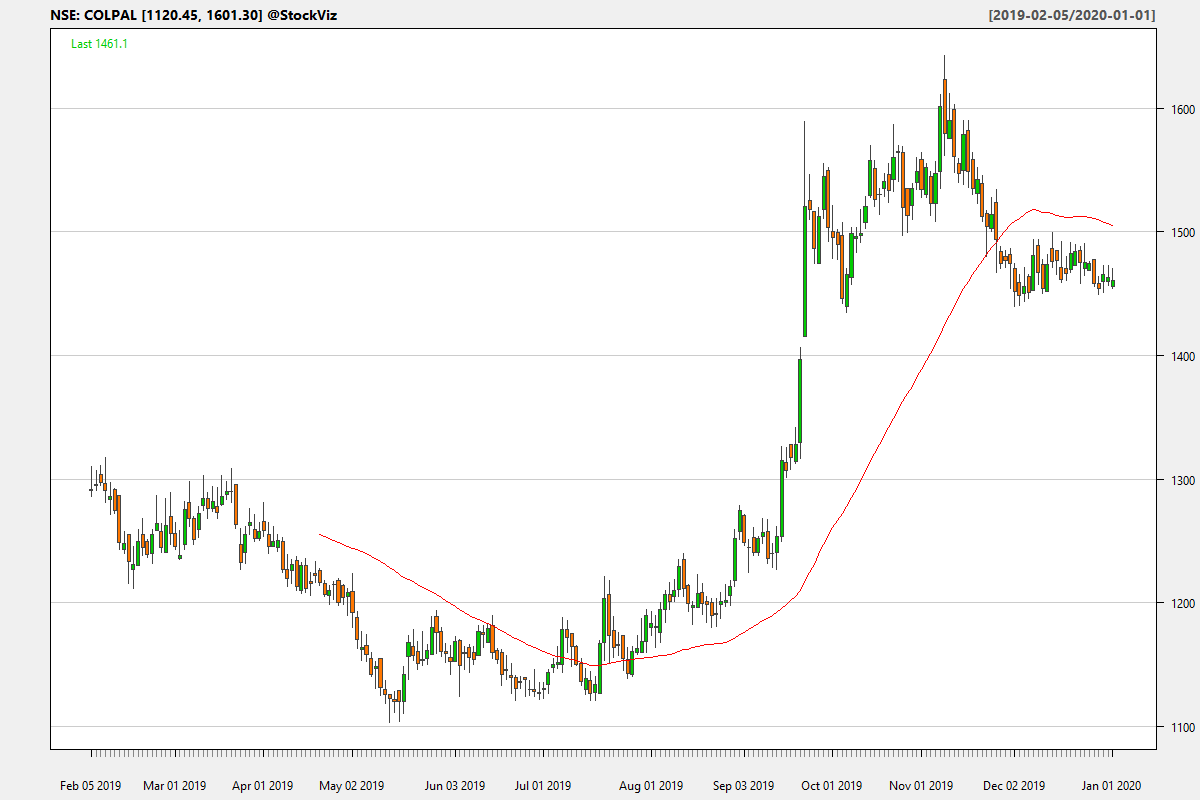 NSE: COLPAL [1120.45, 1601.30] @StockViz [2019-02-05/2020-01-01]
Last 1461.1
1600
1500
1400
1300
1200
1100
Feb 05 2019 Mar 01 2019 Apr 01 2019 May 02 2019 Jun 03 2019 Jul 01 2019 Aug 01 2019 Sep 03 2019 Oct 01 2019 Nov 01 2019 Dec 02 2019 Jan 01 2020